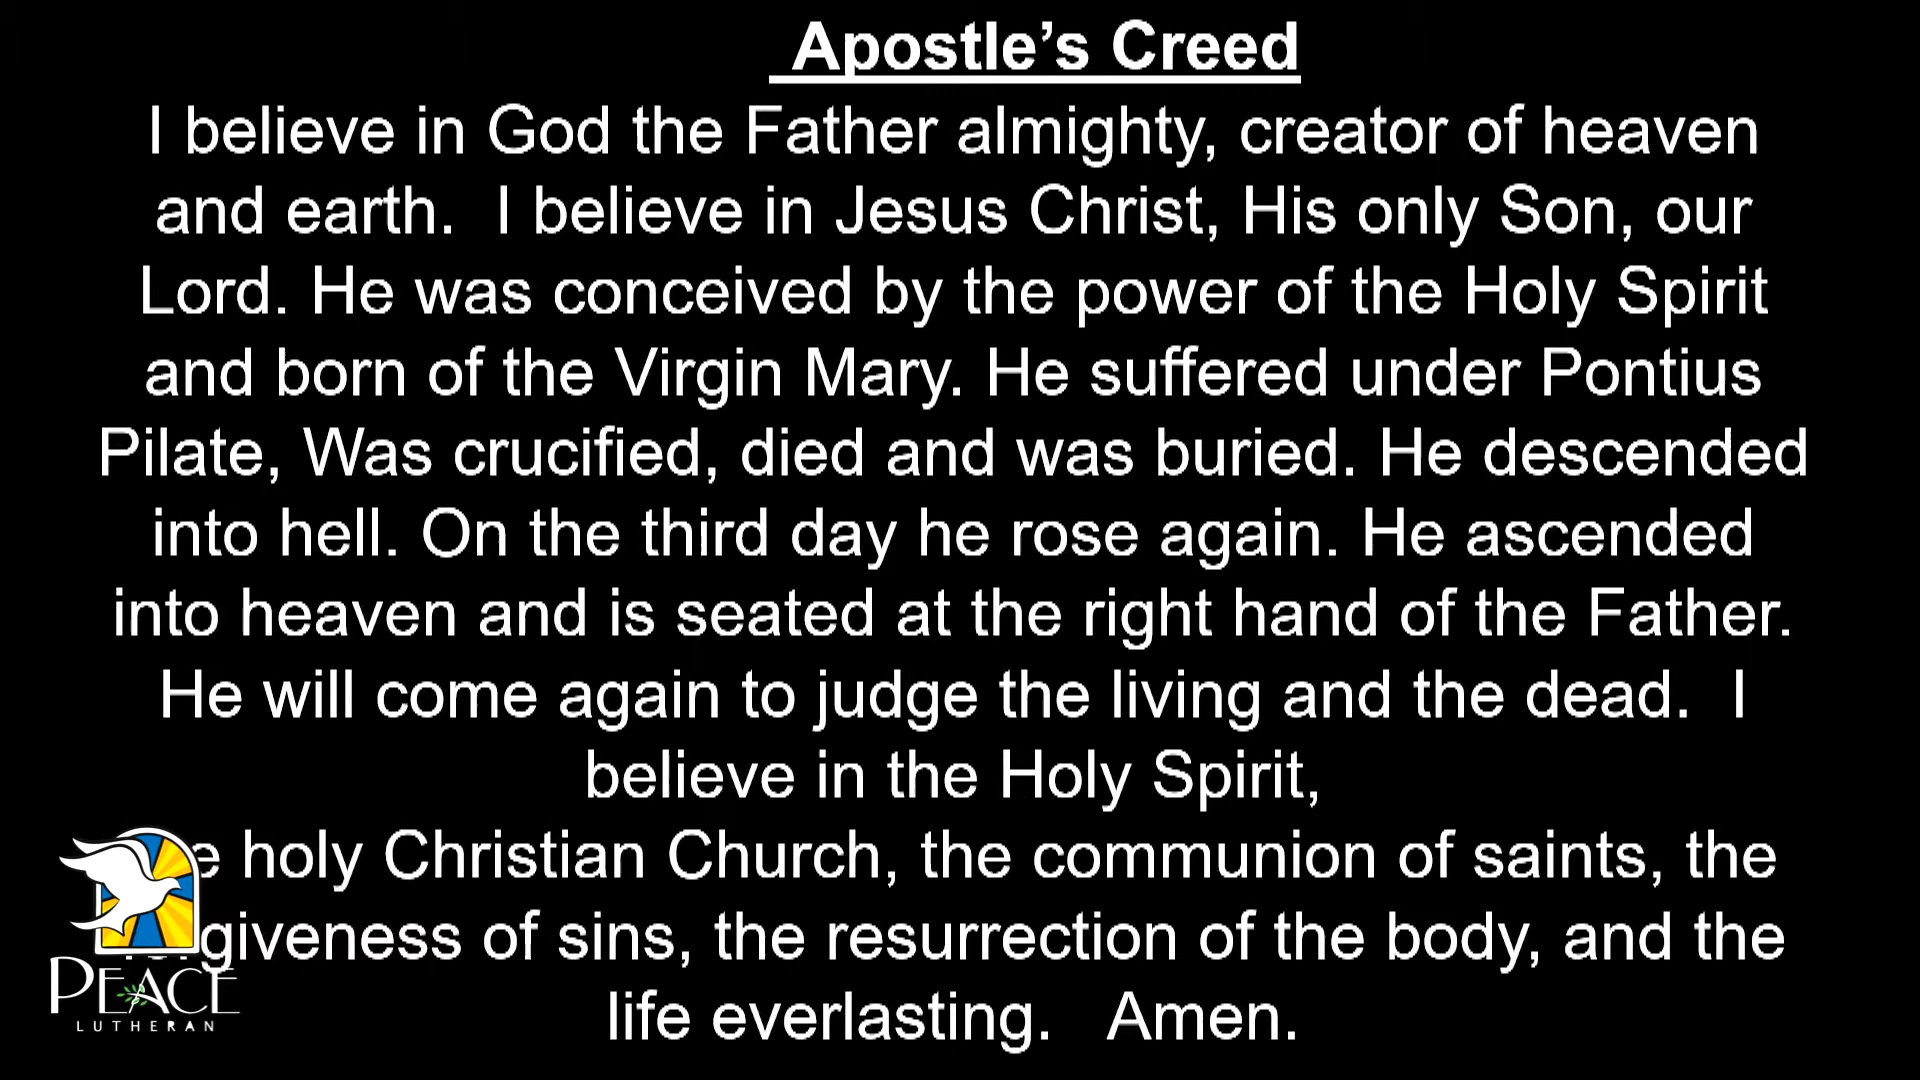 Apostle’s Creed
I believe in God the Father almighty, creator of heaven
and earth.  I believe in Jesus Christ, His only Son, our
Lord. He was conceived by the power of the Holy Spirit
and born of the Virgin Mary. He suffered under Pontius
Pilate, Was crucified, died and was buried. He descended
into hell. On the third day he rose again. He ascended
into heaven and is seated at the right hand of the Father.
He will come again to judge the living and the dead.  I
believe in the Holy Spirit,
holy Christian Church, the communion of saints, the
of sins, the resurrection of the body, and the
life everlasting.   Amen.
PEACE
LUTHERAN